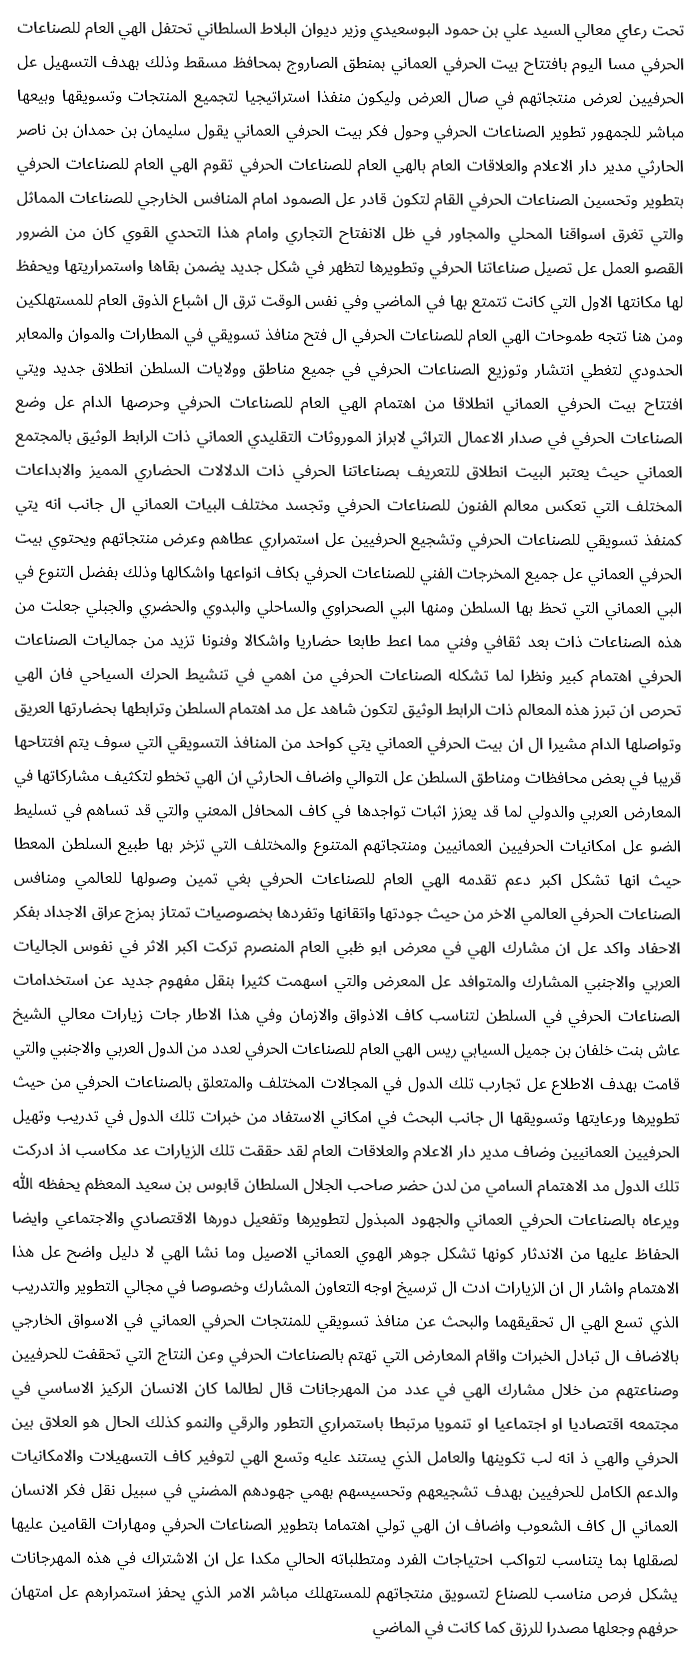 تحت رعاي معالي السيد علي بن حمود البوسعيدي وزير ديوان البلاط السلطاني تحتفل الهي العام للصناعات
الحرفي مسا اليوم بافتتاح بيت الحرفي العماني بمنطق الصاروج بمحافظ مسقط وذلك بهدف التسهيل عل
الحرفيين لعرض منتجاتهم في صال العرض وليكون منفذا استراتيجيا لتجميع المنتجات وتسويقها وبيعها
مباشر للجمهور تطوير الصناعات الحرفي وحول فكر بيت الحرفي العماني يقول سليمان بن حمدان بن ناصر
الحارثي مدير دار الاعلام والعلاقات العام بالهي العام للصناعات الحرفي تقوم الهي العام للصناعات الحرفي
بتطوير وتحسين الصناعات الحرفي القام لتكون قادر عل الصمود امام المنافس الخارجي للصناعات المماثل
والتي تغرق اسواقنا المحلي والمجاور في ظل الانفتاح التجاري وامام هذا التحدي القوي كان من الضرور
القصو العمل عل تصيل صناعاتنا الحرفي وتطويرها لتظهر في شكل جديد يضمن بقاها واستمراريتها ويحفظ
لها مكانتها الاول التي كانت تتمتع بها في الماضي وفي نفس الوقت ترق ال اشباع الذوق العام للمستهلكين
ومن هنا تتجه طموحات الهي العام للصناعات الحرفي ال فتح منافذ تسويقي في المطارات والموان والمعابر
الحدودي لتغطي انتشار وتوزيع الصناعات الحرفي في جميع مناطق وولايات السلطن انطلاق جديد ويتي
افتتاح بيت الحرفي العماني انطلاقا من اهتمام الهي العام للصناعات الحرفي وحرصها الدام عل وضع
الصناعات الحرفي في صدار الاعمال التراثي لابراز الموروثات التقليدي العماني ذات الرابط الوثيق بالمجتمع
العماني حيث يعتبر البيت انطلاق للتعريف بصناعاتنا الحرفي ذات الدلالات الحضاري المميز والابداعات
المختلف التي تعكس معالم الفنون للصناعات الحرفي وتجسد مختلف البيات العماني ال جانب انه يتي
كمنفذ تسويقي للصناعات الحرفي وتشجيع الحرفيين عل استمراري عطاهم وعرض منتجاتهم ويحتوي بيت
الحرفي العماني عل جميع المخرجات الفني للصناعات الحرفي بكاف انواعها واشكالها وذلك بفضل التنوع في
البي العماني التي تحظ بها السلطن ومنها البي الصحراوي والساحلي والبدوي والحضري والجبلي جعلت من
هذه الصناعات ذات بعد ثقافي وفني مما اعط طابعا حضاريا واشكالا وفنونا تزيد من جماليات الصناعات
الحرفي اهتمام كبير ونظرا لما تشكله الصناعات الحرفي من اهمي في تنشيط الحرك السياحي فان الهي
تحرص ان تبرز هذه المعالم ذات الرابط الوثيق لتكون شاهد عل مد اهتمام السلطن وترابطها بحضارتها العريق
وتواصلها الدام مشيرا ال ان بيت الحرفي العماني يتي كواحد من المنافذ التسويقي التي سوف يتم افتتاحها
قريبا في بعض محافظات ومناطق السلطن عل التوالي واضاف الحارثي ان الهي تخطو لتكثيف مشاركاتها في
المعارض العربي والدولي لما قد يعزز اثبات تواجدها في كاف المحافل المعني والتي قد تساهم في تسليط
الضو عل امكانيات الحرفيين العمانيين ومنتجاتهم المتنوع والمختلف التي تزخر بها طبيع السلطن المعطا
حيث انها تشكل اكبر دعم تقدمه الهي العام للصناعات الحرفي بغي تمين وصولها للعالمي ومنافس
الصناعات الحرفي العالمي الاخر من حيث جودتها واتقانها وتفردها بخصوصيات تمتاز بمزج عراق الاجداد بفكر
الاحفاد واكد عل ان مشارك الهي في معرض ابو ظبي العام المنصرم تركت اكبر الاثر في نفوس الجاليات
العربي والاجنبي المشارك والمتوافد عل المعرض والتي اسهمت كثيرا بنقل مفهوم جديد عن استخدامات
الصناعات الحرفي في السلطن لتناسب كاف الاذواق والازمان وفي هذا الاطار جات زيارات معالي الشيخ
عاش بنت خلفان بن جميل السيابي ريس الهي العام للصناعات الحرفي لعدد من الدول العربي والاجنبي والتي
قامت بهدف الاطلاع عل تجارب تلك الدول في المجالات المختلف والمتعلق بالصناعات الحرفي من حيث
تطويرها ورعايتها وتسويقها ال جانب البحث في امكاني الاستفاد من خبرات تلك الدول في تدريب وتهيل
الحرفيين العمانيين وضاف مدير دار الاعلام والعلاقات العام لقد حققت تلك الزيارات عد مكاسب اذ ادركت
تلك الدول مد الاهتمام السامي من لدن حضر صاحب الجلال السلطان قابوس بن سعيد المعظم يحفظه الله
ويرعاه بالصناعات الحرفي العماني والجهود المبذول لتطويرها وتفعيل دورها الاقتصادي والاجتماعي وايضا
الحفاظ عليها من الاندثار كونها تشكل جوهر الهوي العماني الاصيل وما نشا الهي لا دليل واضح عل هذا
الاهتمام واشار ال ان الزيارات ادت ال ترسيخ اوجه التعاون المشارك وخصوصا في مجالي التطوير والتدريب
الذي تسع الهي ال تحقيقهما والبحث عن منافذ تسويقي للمنتجات الحرفي العماني في الاسواق الخارجي
بالاضاف ال تبادل الخبرات واقام المعارض التي تهتم بالصناعات الحرفي وعن النتاج التي تحققت للحرفيين
وصناعتهم من خلال مشارك الهي في عدد من المهرجانات قال لطالما كان الانسان الركيز الاساسي في
مجتمعه اقتصاديا او اجتماعيا او تنمويا مرتبطا باستمراري التطور والرقي والنمو كذلك الحال هو العلاق بين
الحرفي والهي ذ انه لب تكوينها والعامل الذي يستند عليه وتسع الهي لتوفير كاف التسهيلات والامكانيات
والدعم الكامل للحرفيين بهدف تشجيعهم وتحسيسهم بهمي جهودهم المضني في سبيل نقل فكر الانسان
العماني ال كاف الشعوب واضاف ان الهي تولي اهتماما بتطوير الصناعات الحرفي ومهارات القامين عليها
لصقلها بما يتناسب لتواكب احتياجات الفرد ومتطلباته الحالي مكدا عل ان الاشتراك في هذه المهرجانات
يشكل فرص مناسب للصناع لتسويق منتجاتهم للمستهلك مباشر الامر الذي يحفز استمرارهم عل امتهان
حرفهم وجعلها مصدرا للرزق كما كانت في الماضي